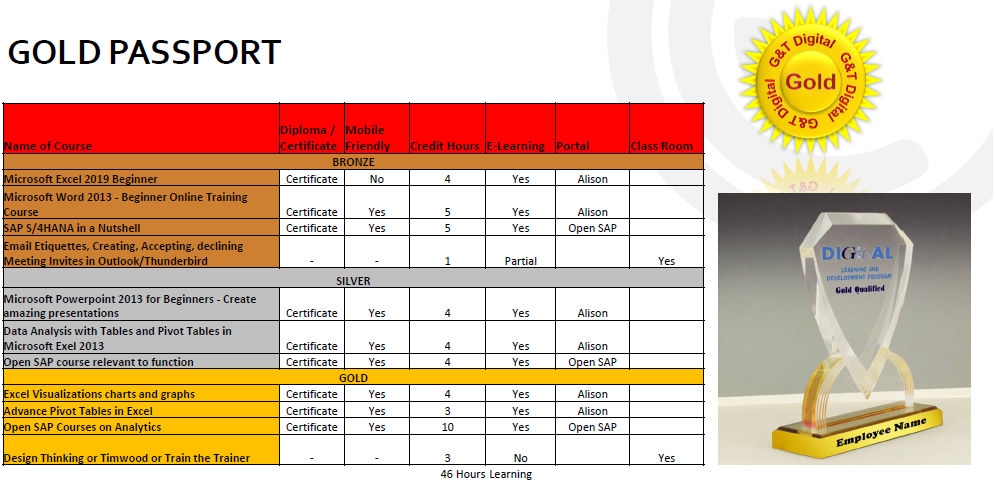 GOLD PASSPORT
G&T Digital G&T Digital G&T Digital G&T Digital
Gold
Name of Course Diploma / Certificate Mobile Friendly Credit Hours E-Learning Portal Class Room
BRONZE
Microsoft Excel 2019 Beginner Certificate No 4 Yes Alison
Microsoft Word 2013 - Beginner Online Training
Course Certificate Yes 5 Yes Alison
SAP S/4HANA in a Nutshell Certificate Yes 5 Yes Open SAP
Email Etiquettes, Creating, Accepting, declining
Meeting Invites in Outlook/Thunderbird - - 1 Partial Yes
SILVER
Microsoft Powerpoint 2013 for Beginners - Create
amazing presentations Certificate Yes 4 Yes Alison
Data Analysis with Tables and Pivot Tables in
Microsoft Exel 2013 Certificate Yes 4 Yes Alison
Open SAP course relevant to function Certificate Yes 4 Yes Open SAP
GOLD
Excel Visualizations charts and graphs Certificate Yes 4 Yes Alison
Advance Pivot Tables in Excel Certificate Yes 3 Yes Alison
Open SAP Courses on Analytics Certificate Yes 10 Yes Open SAP
Design Thinking or Timwood or Train the Trainer - - 3 No Yes
46 Hours Learning
LEARNING AND
DEVELOPMENT PROGRAM
Gold Qualified
Employee Name